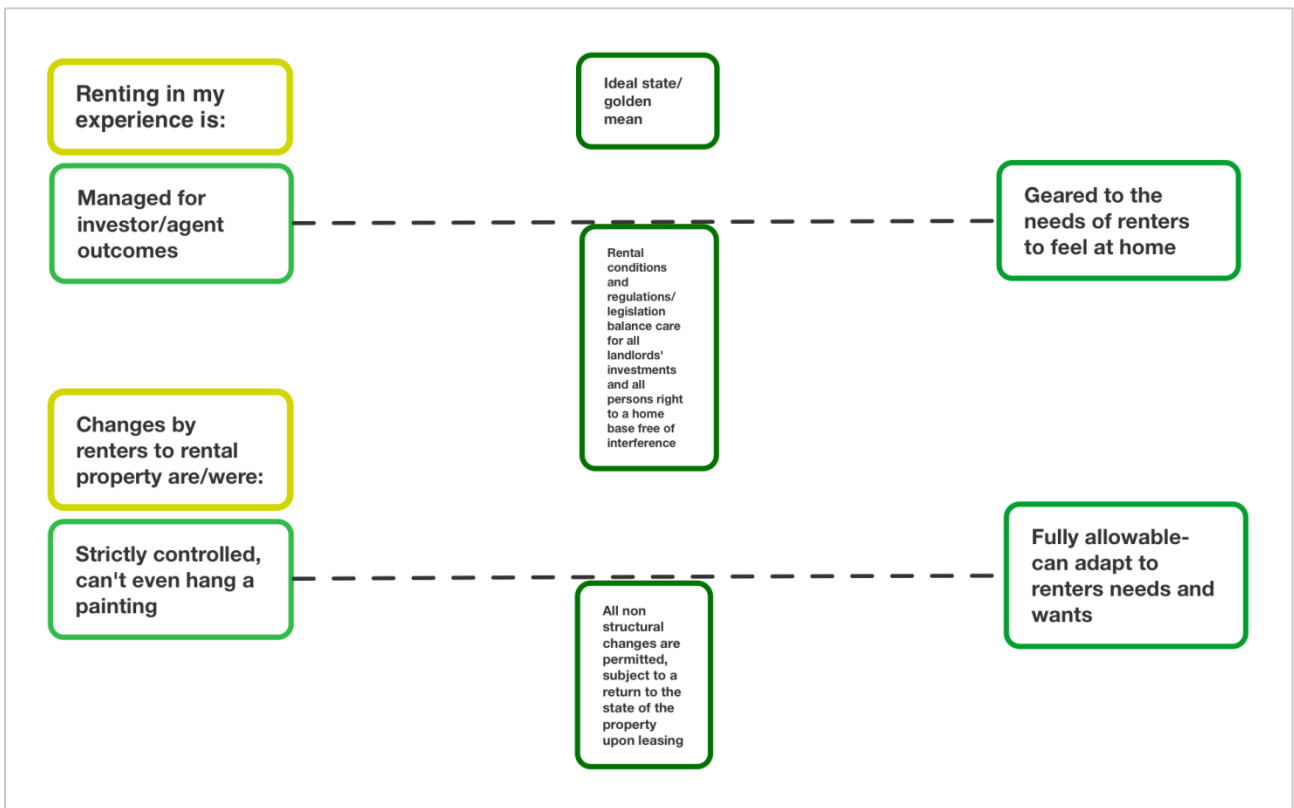 Renting in my
experience is:
Ideal state/
golden
mean
Managed for
investor/agent
outcomes
Geared to the
needs of renters
to feel at home
Rental
conditions
and
regulations/
legislation
balance care
for all
landlords'
investments
and all
persons right
to a home
base free of
interference
Changes by
renters to rental
property are/were:
Strictly controlled,
can't even hang a
painting
Fully allowable-
can adapt to
renters needs and
wants
All non
structural
changes are
permitted,
subject to a
return to the
state of the
property
upon leasing